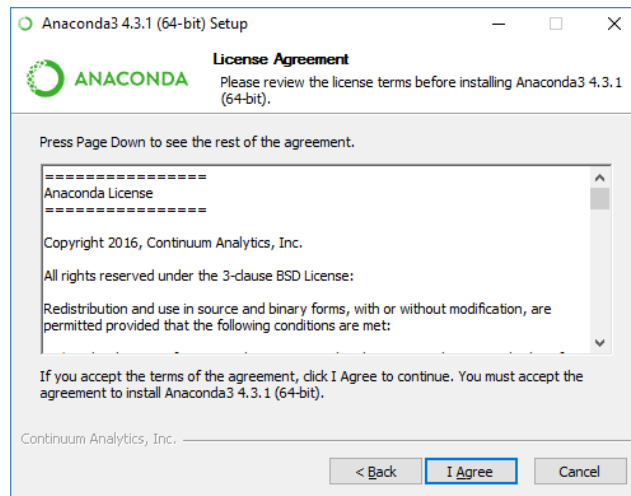 Anaconda3 4.3.1 (64-bit) Setup
ANACONDA
License Agreement
Please review the license terms before installing Anaconda3 4.3.1
(64-bit).
Press Page Down to see the rest of the agreement.
================
Anaconda License
================
Copyright 2016, Continuum Analytics, Inc.
All rights reserved under the 3-clause BSD License:
Redistribution and use in source and binary forms, with or without modification, are
permitted provided that the following conditions are met:
If you accept the terms of the agreement, click I Agree to continue. You must accept the
agreement to install Anaconda3 4.3.1 (64-bit).
Continuum Analytics, Inc.
< Back
I Agree
Cancel